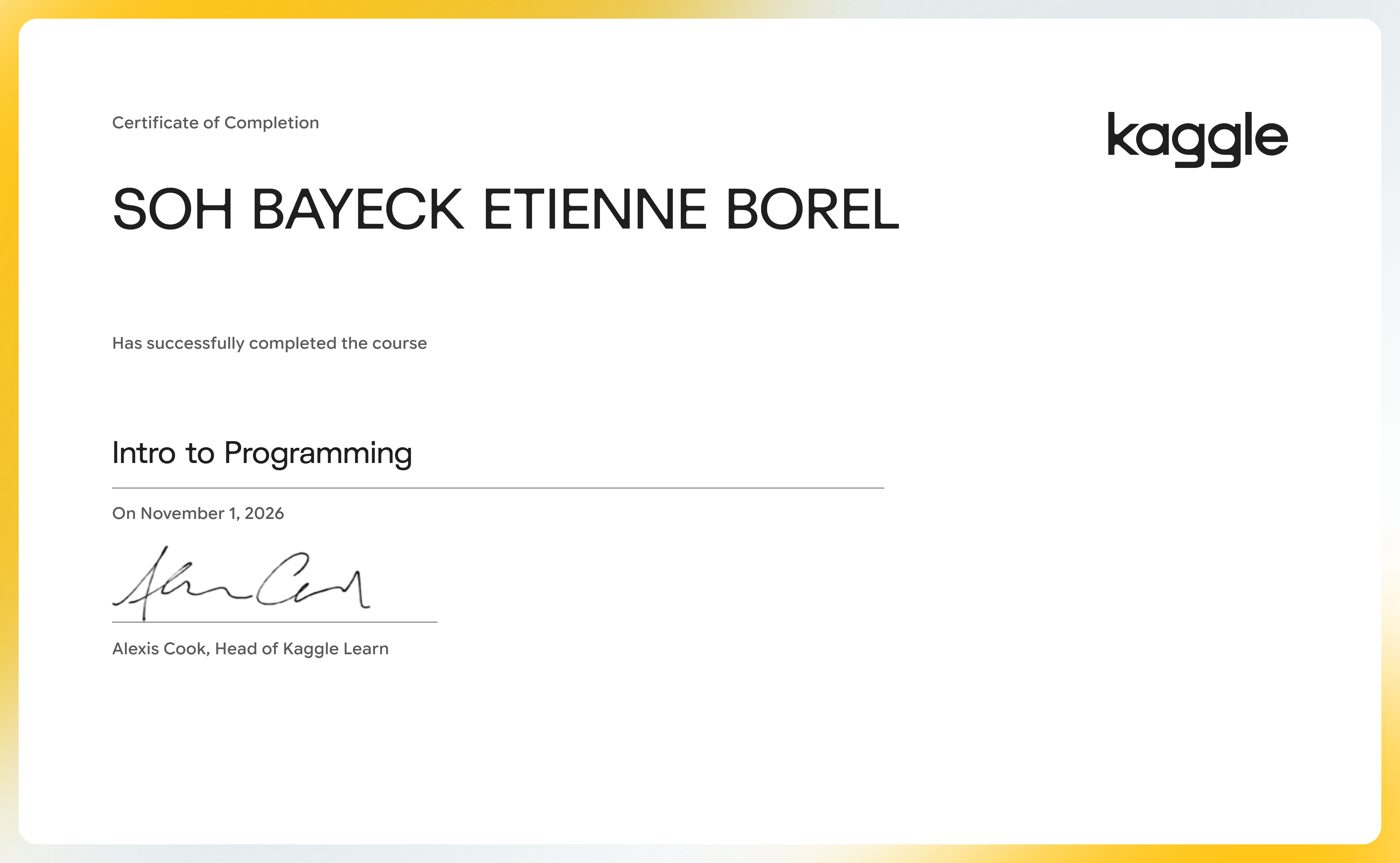 Certificate of Completion
kaggle
SOH BAYECK ETIENNE BOREL
Has successfully completed the course
Intro to Programming
On November 1, 2026
Alexis Cook, Head of Kaggle Learn